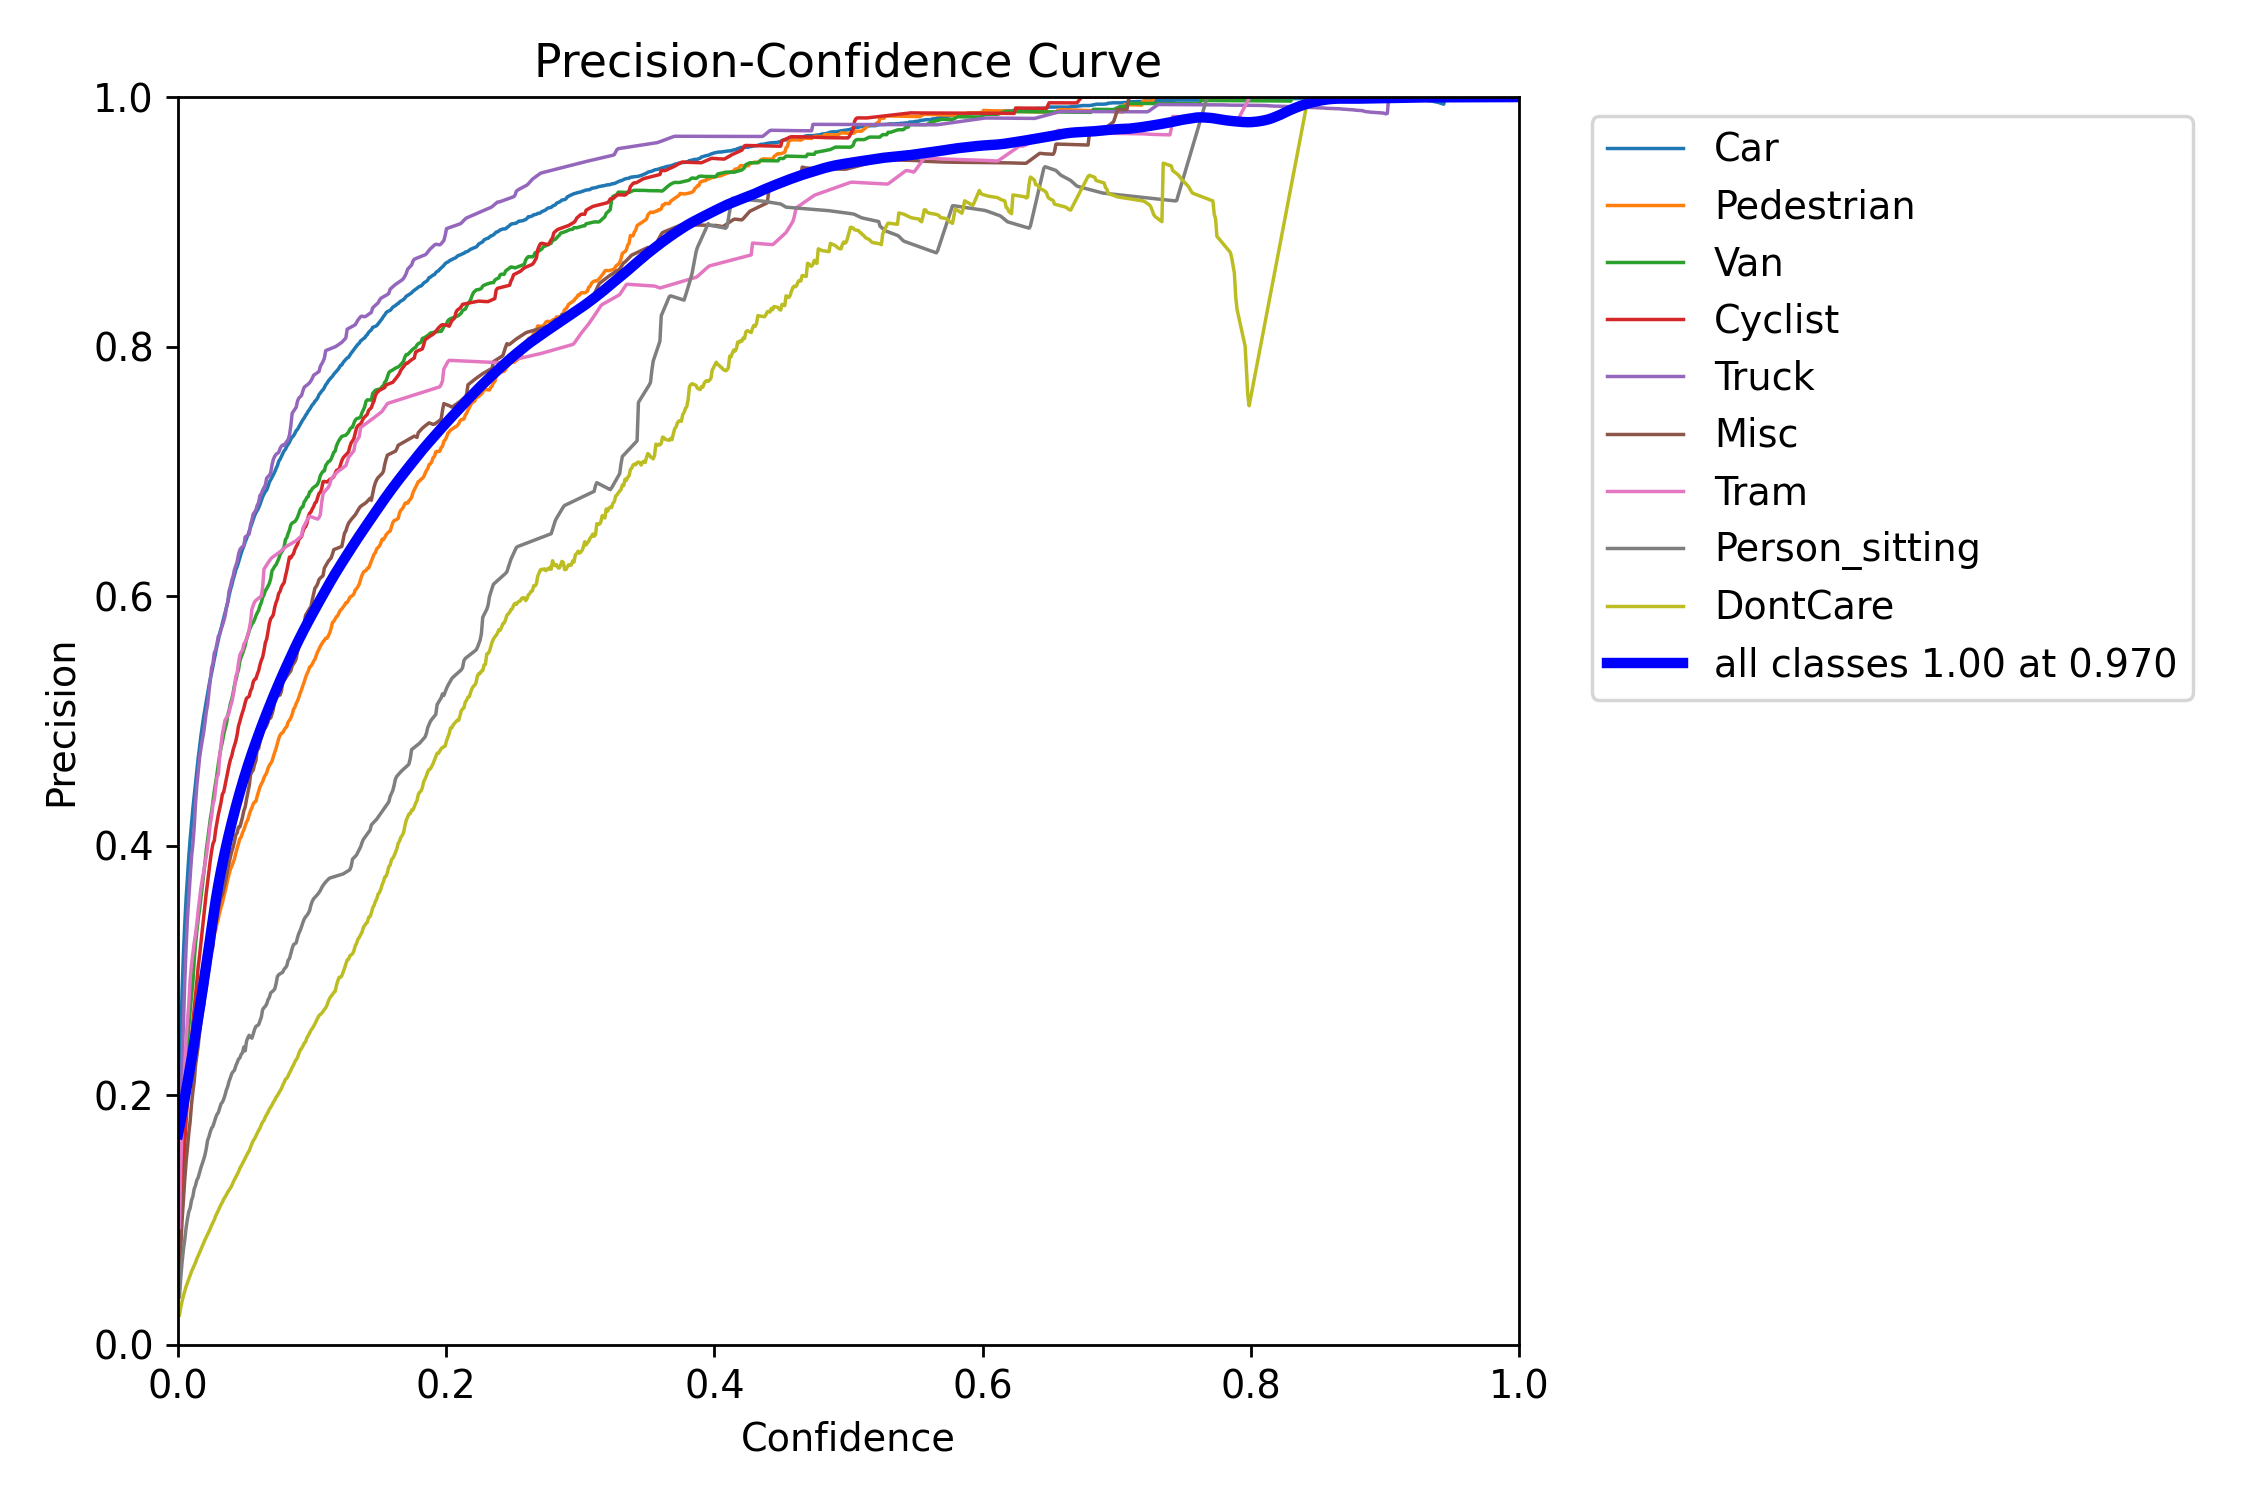 Precision-Confidence Curve
1.0
0.8
0.6
0.4
0.2
0.0
Precision
0.0 0.2 0.4 0.6 0.8 1.0
Confidence
Car
Pedestrian
Van
Cyclist
Truck
Misc
Tram
Person_sitting
DontCare
all classes 1.00 at 0.970